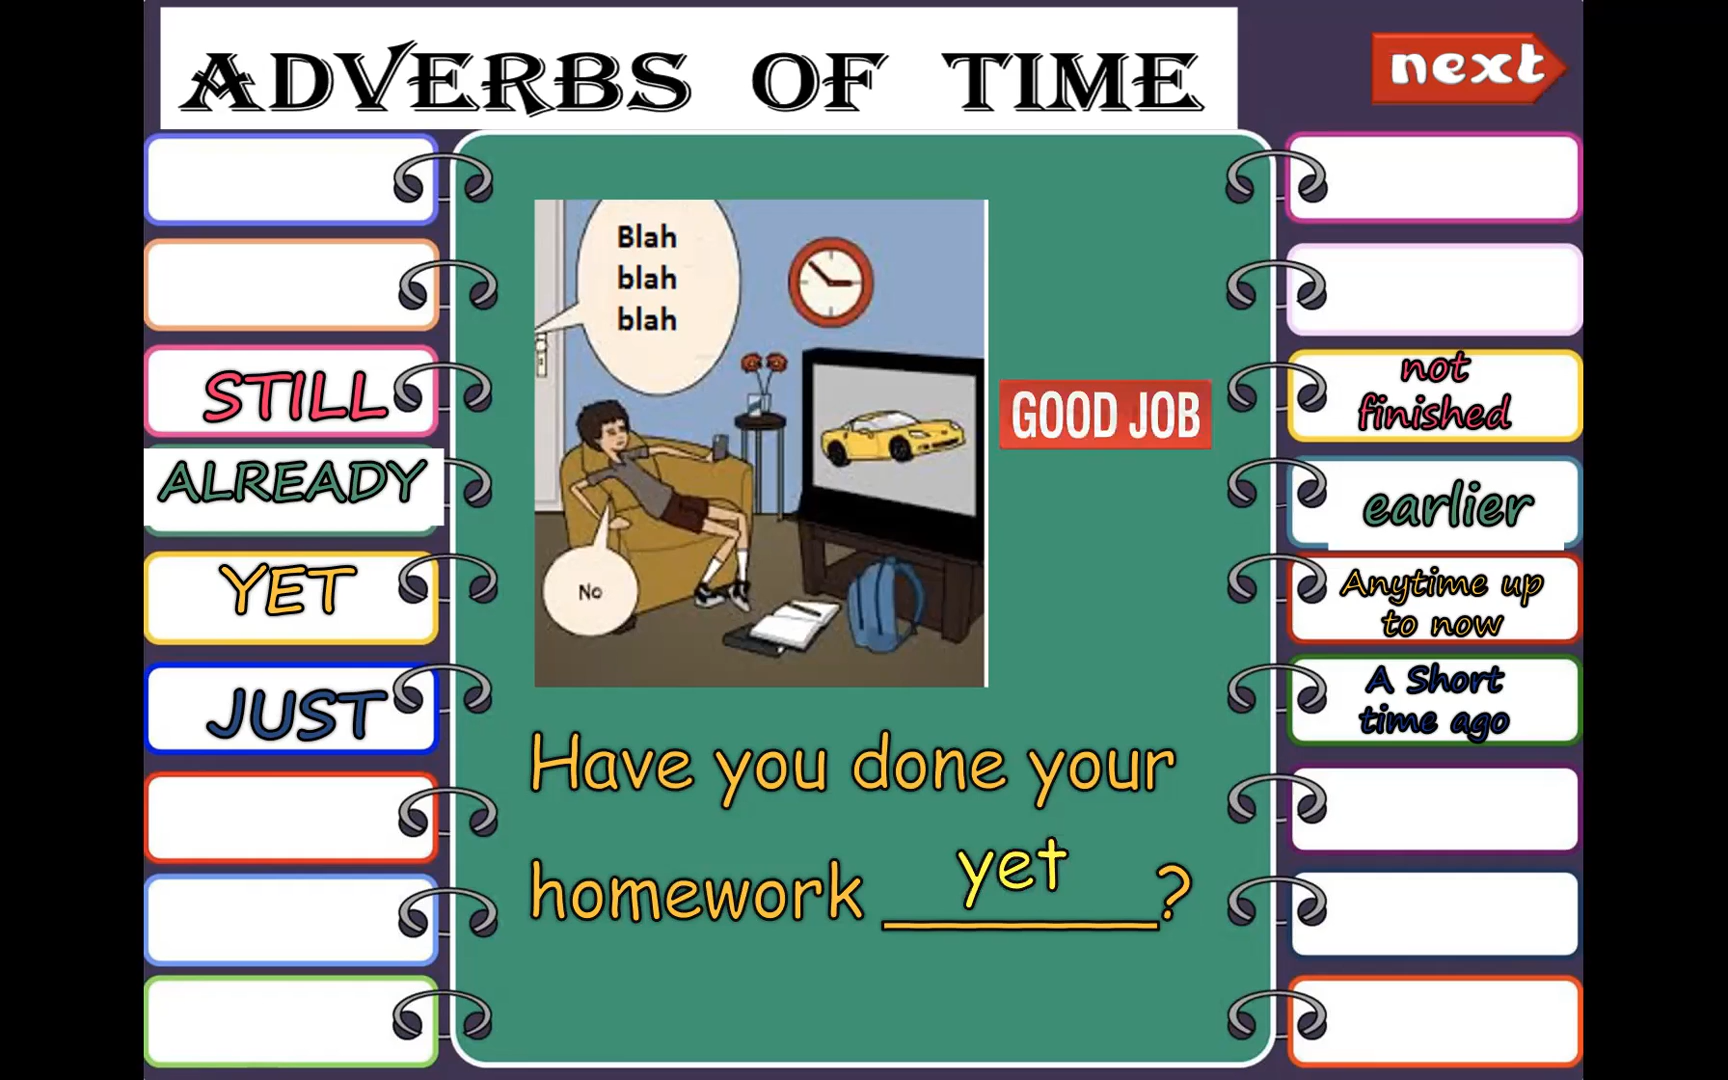 ADVERBS OF TIME
next
Blah
blah
blah
No
GOOD JOB
STILL
ALREADY
YET
JUST
not
finished
earlier
Anytime up
to now
A Short
time ago
Have you done your
homework yet?